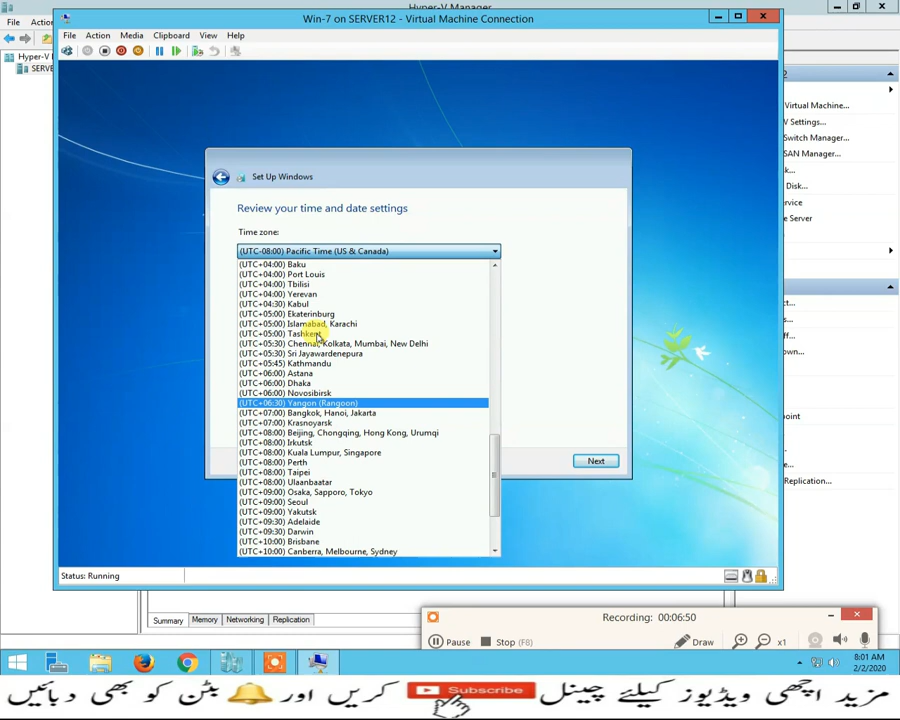 Hyper-V Manager
File Action
Win-7 on SERVER12 - Virtual Machine Connection
File Action Media Clipboard View Help
Hyper-V
SERV
2
Virtual Machine...
V Settings...
Switch Manager...
SAN Manager...
k...
Disk...
rvice
e Server
t...
e...
own...
oint
e...
Replication...
Set Up Windows
Review your time and date settings
Time zone:
(UTC-08:00) Pacific Time (US & Canada)
(UTC+04:00) Baku
(UTC+04:00) Port Louis
(UTC+04:00) Tbilisi
(UTC+04:00) Yerevan
(UTC+04:30) Kabul
(UTC+05:00) Ekaterinburg
(UTC+05:00) Islamabad, Karachi
(UTC+05:00) Tashkent
(UTC+05:30) Chennai, Kolkata, Mumbai, New Delhi
(UTC+05:30) Sri Jayawardenepura
(UTC+05:45) Kathmandu
(UTC+06:00) Astana
(UTC+06:00) Dhaka
(UTC+06:00) Novosibirsk
(UTC+06:30) Yangon (Rangoon)
(UTC+07:00) Bangkok, Hanoi, Jakarta
(UTC+07:00) Krasnoyarsk
(UTC+08:00) Beijing, Chongqing, Hong Kong, Urumqi
(UTC+08:00) Irkutsk
(UTC+08:00) Kuala Lumpur, Singapore
(UTC+08:00) Perth
(UTC+08:00) Taipei
(UTC+08:00) Ulaanbaatar
(UTC+09:00) Osaka, Sapporo, Tokyo
(UTC+09:00) Seoul
(UTC+09:00) Yakutsk
(UTC+09:30) Adelaide
(UTC+09:30) Darwin
(UTC+10:00) Brisbane
(UTC+10:00) Canberra, Melbourne, Sydney
Next
Status: Running
Summary Memory Networking Replication
Recording: 00:06:50
Pause Stop (F8) Draw x1
8:01 AM
2/2/2020
مزید اچھی ویڈیوز کیلئے چینل Subscribe کریں اور بٹن کو بھی دبائیں